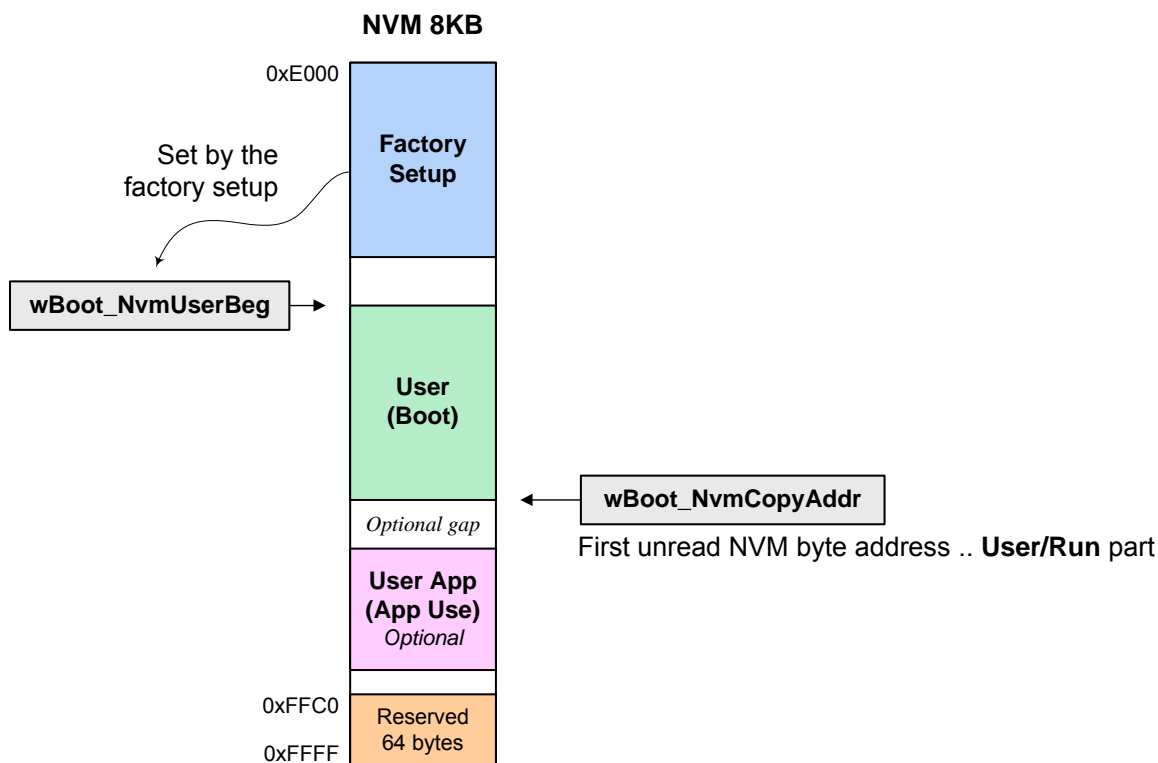 NVM 8KB
0xE000
Factory
Setup
Set by the
factory setup
wBoot_NvmUserBeg
User
(Boot)
wBoot_NvmCopyAddr
Optional gap
First unread NVM byte address .. User/Run part
User App
(App Use)
Optional
0xFFC0
Reserved
64 bytes
0xFFFF